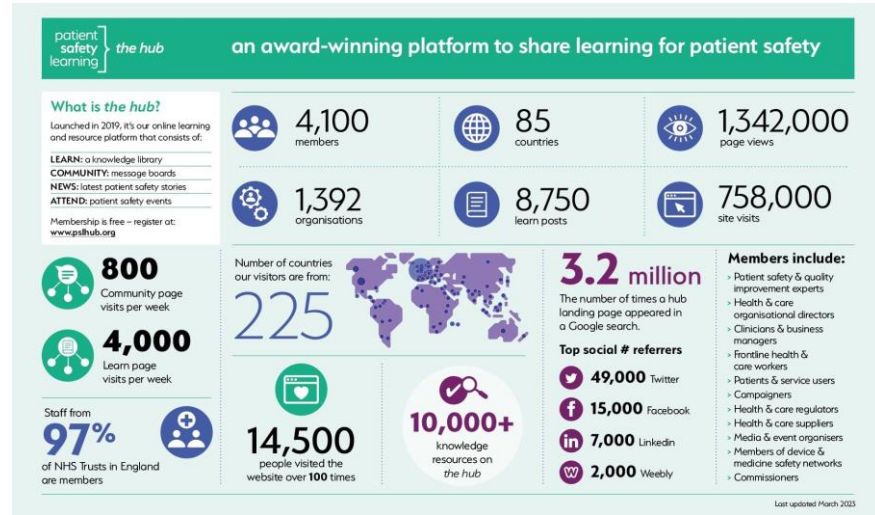 patient
safety
learning
the hub
an award-winning platform to share learning for patient safety
What is the hub?
Launched in 2019, it's our online learning
and resource platform that consists of:
LEARN: a knowledge library
COMMUNITY: message boards
NEWS: latest patient safety stories
ATTEND: patient safety events
Membership is free – register at:
www.pslhub.org
4,100
members
85
countries
1,342,000
page views
1,392
organisations
8,750
learn posts
758,000
site visits
800
Community page
visits per week
4,000
Learn page
visits per week
Staff from
97%
of NHS Trusts in England
are members
Number of countries
our visitors are from:
225
14,500
people visited the
website over 100 times
10,000+
knowledge
resources on
the hub
3.2 million
The number of times a hub
landing page appeared in
a Google search.
Top social # referrers
49,000 Twitter
15,000 Facebook
7,000 Linkedin
2,000 Weebly
Members include:
> Patient safety & quality
improvement experts
> Health & care
organisational directors
> Clinicians & business
managers
> Frontline health &
care workers
> Patients & service users
> Campaigners
> Health & care regulators
> Health & care suppliers
> Media & event organisers
> Members of device &
medicine safety networks
> Commissioners
Last updated March 2023